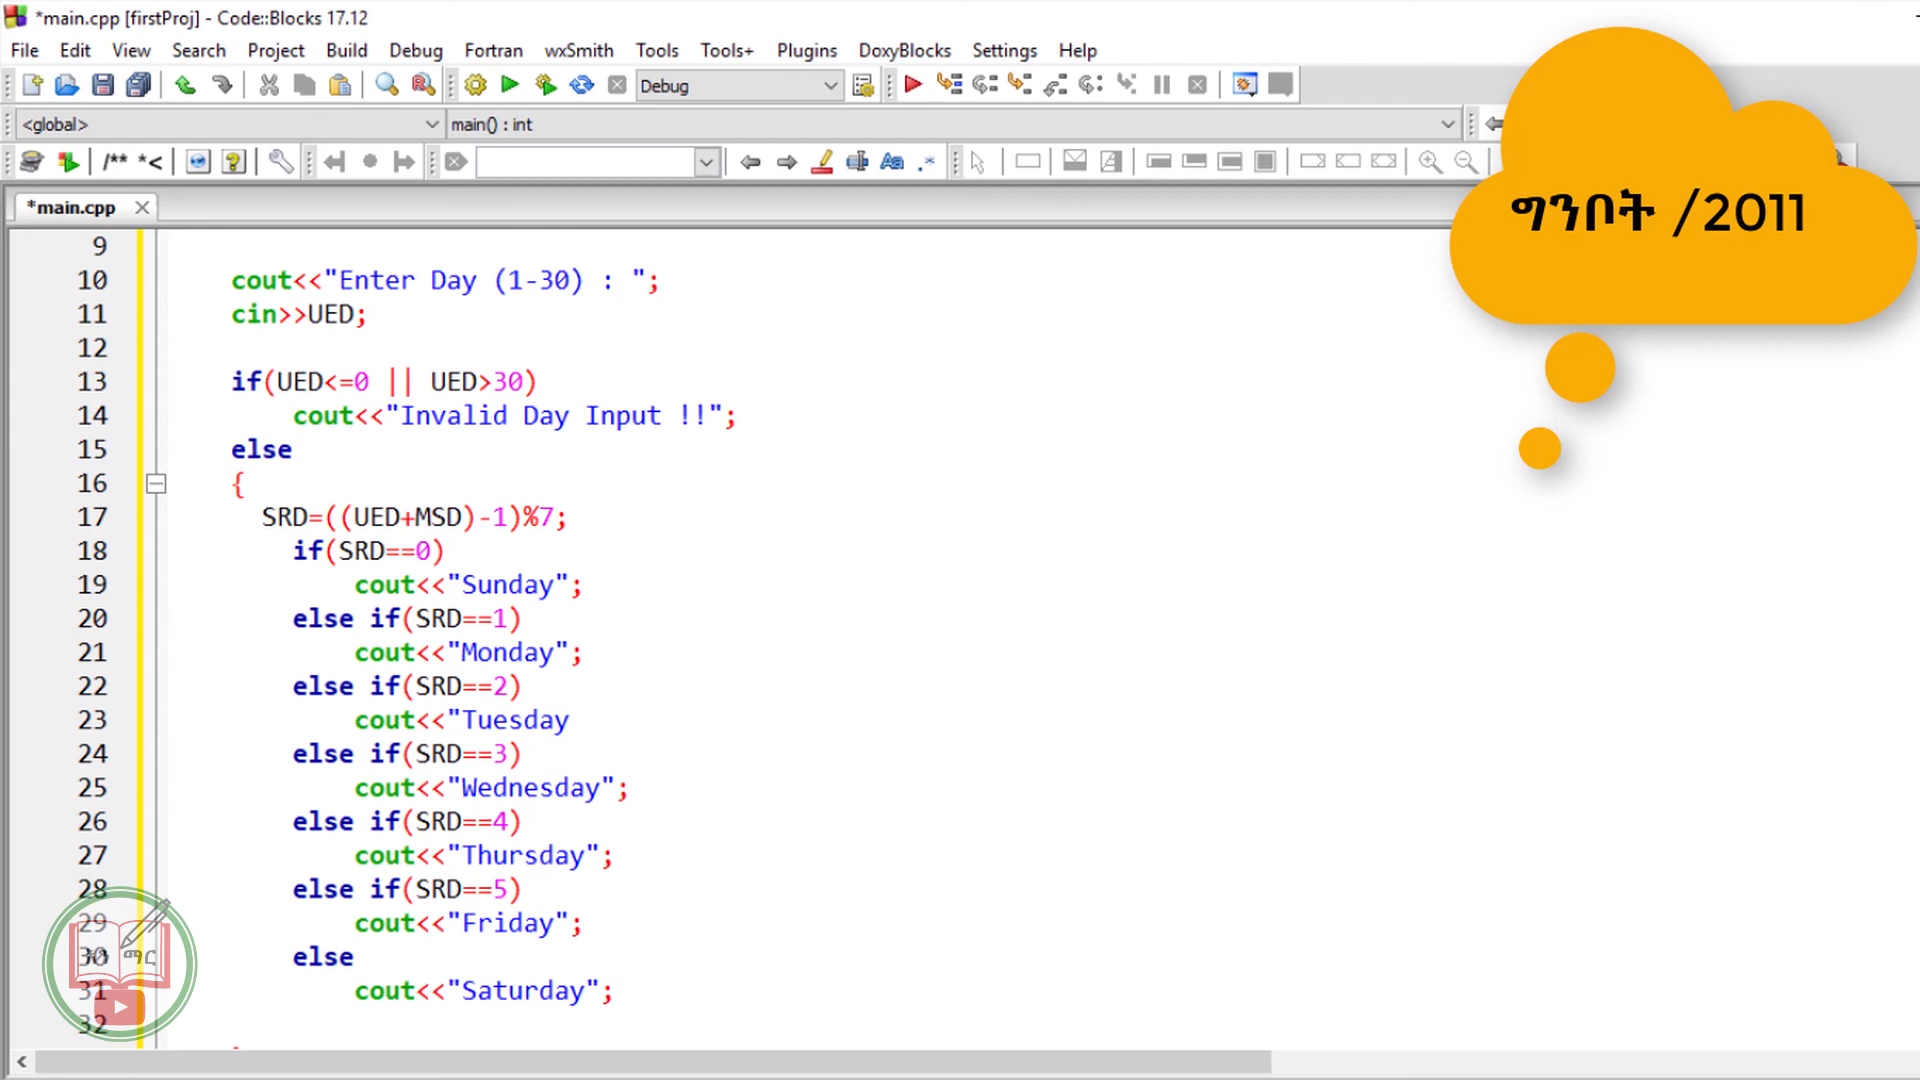 *main.cpp [firstProj] - Code::Blocks 17.12
File Edit View Search Project Build Debug Fortran wxSmith Tools Tools+ Plugins DoxyBlocks Settings Help
Debug
<global> main() : int
/** *<
*main.cpp
ግንቦት /2011
9
10 cout<<"Enter Day (1-30) : ";
11 cin>>UED;
12
13 if(UED<=0 || UED>30)
14 cout<<"Invalid Day Input !!";
15 else
16 {
17 SRD=((UED+MSD)-1)%7;
18 if(SRD==0)
19 cout<<"Sunday";
20 else if(SRD==1)
21 cout<<"Monday";
22 else if(SRD==2)
23 cout<<"Tuesday
24 else if(SRD==3)
25 cout<<"Wednesday";
26 else if(SRD==4)
27 cout<<"Thursday";
28 else if(SRD==5)
29 cout<<"Friday";
30 else
31 cout<<"Saturday";
32